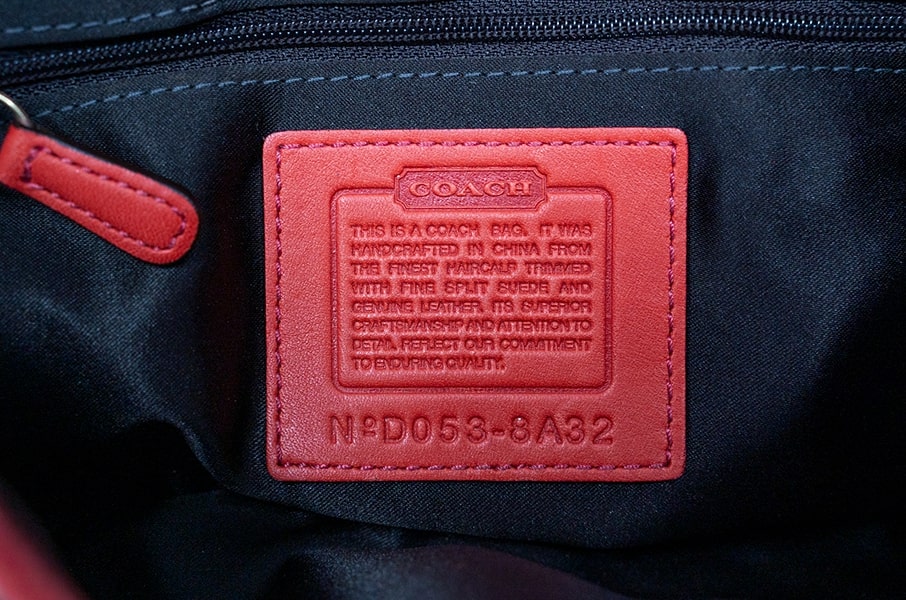 COACH
THIS IS A COACH BAG. IT WAS
HANDCRAFTED IN CHINA FROM
THE FINEST HAIRCALF TRIMMED
WITH FINE SPLIT SUEDE AND
GENUINE LEATHER. ITS SUPERIOR
CRAFTSMANSHIP AND ATTENTION TO
DETAIL REFLECT OUR COMMITMENT
TO ENDURING QUALITY.
NºD053-8A32